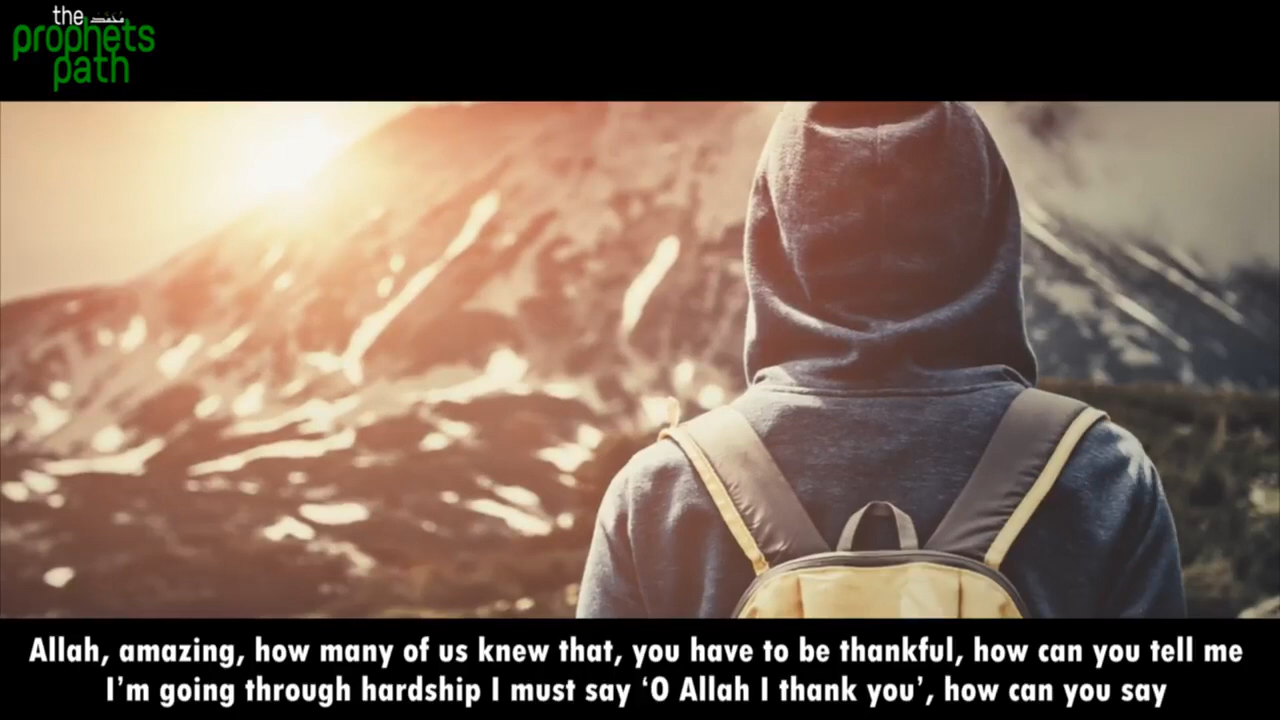 the محمد
prophets
path
Allah, amazing, how many of us knew that, you have to be thankful, how can you tell me
I’m going through hardship I must say ‘O Allah I thank you’, how can you say